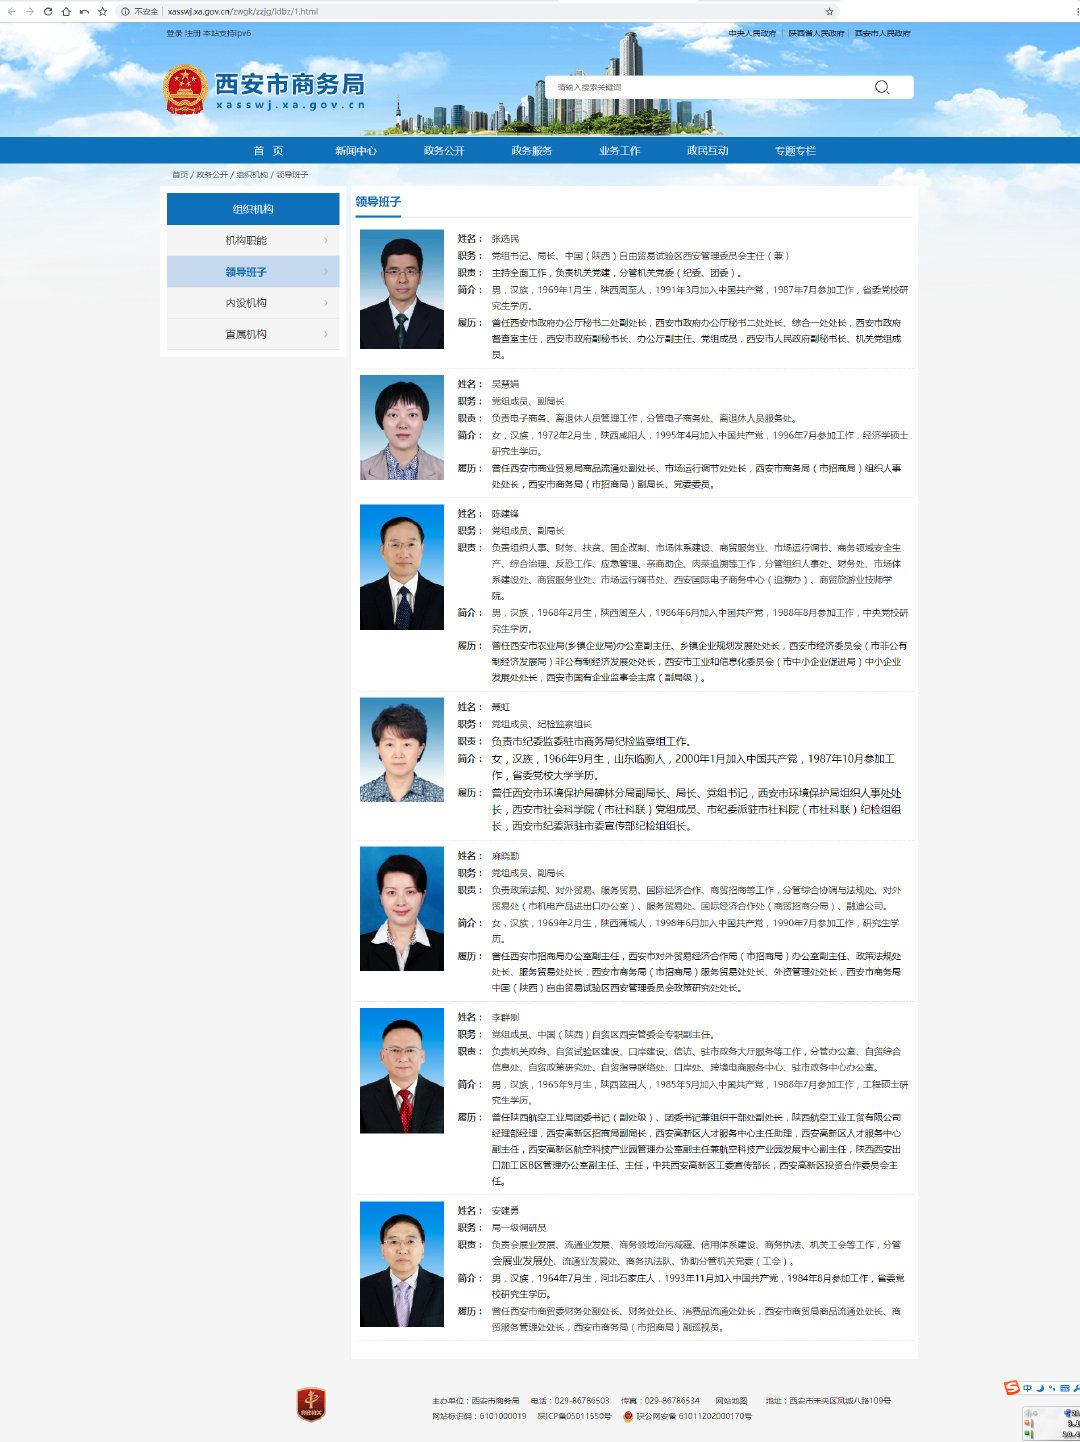 不安全 | xasswj.xa.gov.cn/zwgk/zzjg/ldbz/1.html
登录 注册 本站支持ipv6
中央人民政府 | 陕西省人民政府 | 西安市人民政府
西安市商务局
xasswj.xa.gov.cn
请输入搜索关键词
首 页 新闻中心 政务公开 政务服务 业务工作 政民互动 专题专栏
首页 / 政务公开 / 组织机构 / 领导班子
组织机构
机构职能
领导班子
内设机构
直属机构
领导班子
姓名： 张选民
职务： 党组书记、局长、中国（陕西）自由贸易试验区西安管理委员会主任（兼）
职责： 主持全面工作，负责机关党建，分管机关党委（纪委、团委）。
简介： 男，汉族，1969年1月生，陕西周至人，1991年3月加入中国共产党，1987年7月参加工作，省委党校研
究生学历。
履历： 曾任西安市政府办公厅秘书二处副处长，西安市政府办公厅秘书二处处长、综合一处处长，西安市政府
督查室主任，西安市政府副秘书长、办公厅副主任、党组成员，西安市人民政府副秘书长、机关党组成
员。
姓名： 吴慧娟
职务： 党组成员、副局长
职责： 负责电子商务、离退休人员管理工作，分管电子商务处、离退休人员服务处。
简介： 女，汉族，1972年2月生，陕西咸阳人，1995年4月加入中国共产党，1996年7月参加工作，经济学硕士
研究生学历。
履历： 曾任西安市商业贸易局商品流通处副处长、市场运行调节处处长，西安市商务局（市招商局）组织人事
处处长，西安市商务局（市招商局）副局长、党委委员。
姓名： 陈建锋
职务： 党组成员、副局长
职责： 负责组织人事、财务、扶贫、国企改制、市场体系建设、商贸服务业、市场运行调节、商务领域安全生
产、综合治理、反恐工作、应急管理、亲商助企、肉菜追溯等工作，分管组织人事处、财务处、市场体
系建设处、商贸服务业处、市场运行调节处、西安国际电子商务中心（追溯办）、商贸旅游业技师学
院。
简介： 男，汉族，1968年2月生，陕西周至人，1986年6月加入中国共产党，1988年8月参加工作，中央党校研
究生学历。
履历： 曾任西安市农业局(乡镇企业局)办公室副主任、乡镇企业规划发展处处长，西安市经济委员会（市非公有
制经济发展局）非公有制经济发展处处长，西安市工业和信息化委员会（市中小企业促进局）中小企业
发展处处长，西安市国有企业监事会主席（副局级）。
姓名： 聂虹
职务： 党组成员、纪检监察组长
职责： 负责市纪委监委驻市商务局纪检监察组工作。
简介： 女，汉族，1966年9月生，山东临朐人，2000年1月加入中国共产党，1987年10月参加工
作，省委党校大学学历。
履历： 曾任西安市环境保护局碑林分局副局长、局长、党组书记，西安市环境保护局组织人事处处
长，西安市社会科学院（市社科联）党组成员、市纪委派驻市社科院（市社科联）纪检组组
长，西安市纪委派驻市委宣传部纪检组组长。
姓名： 麻晓勤
职务： 党组成员、副局长
职责： 负责政策法规、对外贸易、服务贸易、国际经济合作、商贸招商等工作，分管综合协调与法规处、对外
贸易处（市机电产品进出口办公室）、服务贸易处、国际经济合作处（商贸招商分局）、融迪公司。
简介： 女，汉族，1969年2月生，陕西蒲城人，1998年6月加入中国共产党，1990年7月参加工作，研究生学
历。
履历： 曾任西安市招商局办公室副主任，西安市对外贸易经济合作局（市招商局）办公室副主任、政策法规处
处长、服务贸易处处长，西安市商务局（市招商局）服务贸易处处长、外资管理处处长，西安市商务局
中国（陕西）自由贸易试验区西安管理委员会政策研究处处长。
姓名： 李群刚
职务： 党组成员、中国（陕西）自贸区西安管委会专职副主任。
职责： 负责机关政务、自贸试验区建设、口岸建设、信访、驻市政务大厅服务等工作，分管办公室、自贸综合
信息处、自贸政策研究处、自贸指导联络处、口岸处、跨境电商服务中心、驻市政务中心办公室。
简介： 男，汉族，1965年9月生，陕西蓝田人，1985年5月加入中国共产党，1988年7月参加工作，工程硕士研
究生学历。
履历： 曾任陕西航空工业局团委书记（副处级）、团委书记兼组织干部处副处长，陕西航空工业工贸有限公司
经理部经理，西安高新区招商局副局长，西安高新区人才服务中心主任助理，西安高新区人才服务中心
副主任，西安高新区航空科技产业园管理办公室副主任兼航空科技产业园发展中心副主任，陕西西安出
口加工区B区管理办公室副主任、主任，中共西安高新区工委宣传部长，西安高新区投资合作委员会主
任。
姓名： 安建勇
职务： 局一级调研员
职责： 负责会展业发展、流通业发展、商务领域治污减霾、信用体系建设、商务执法、机关工会等工作，分管
会展业发展处、流通业发展处、商务执法队、协助分管机关党委（工会）。
简介： 男，汉族，1964年7月生，河北石家庄人，1993年11月加入中国共产党，1984年8月参加工作，省委党
校研究生学历。
履历： 曾任西安市商贸委财务处副处长、财务处处长、消费品流通处处长，西安市商贸局商品流通处处长、商
贸服务管理处处长，西安市商务局（市招商局）副巡视员。
主办单位：西安市商务局 电话：029-86786503 传真：029-86786534 网站地图 地址：西安市未央区凤城八路109号
网站标识码：6101000019 陕ICP备05011550号 陕公网安备 61011202000170号
党政机关
中